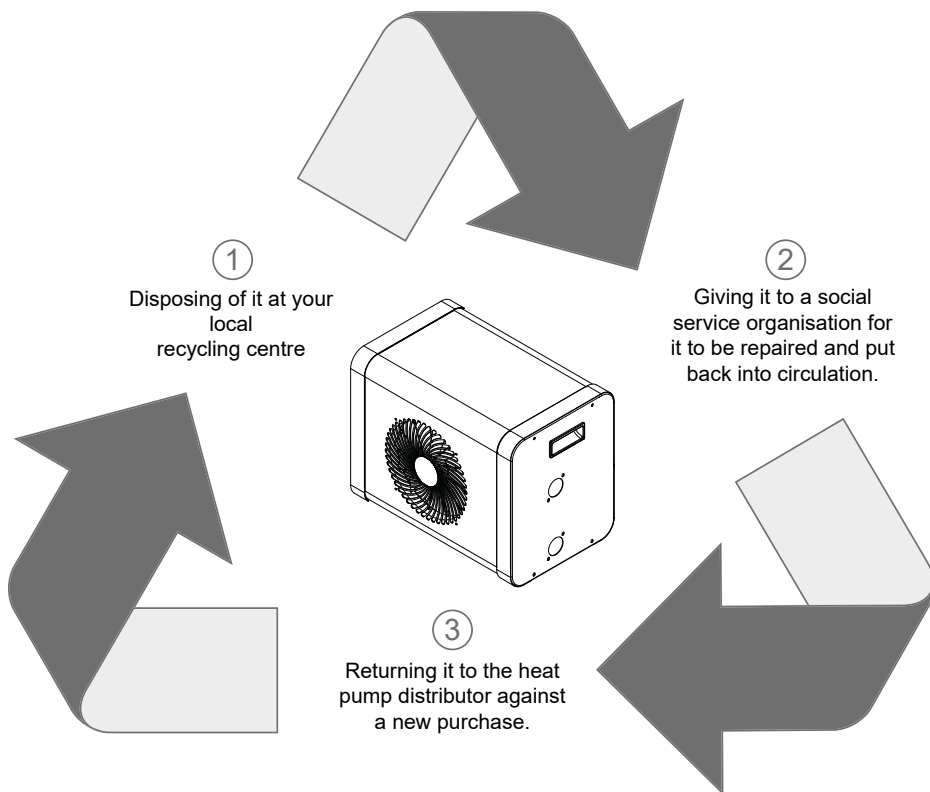 1
Disposing of it at your
local
recycling centre
2
Giving it to a social
service organisation for
it to be repaired and put
back into circulation.
3
Returning it to the heat
pump distributor against
a new purchase.